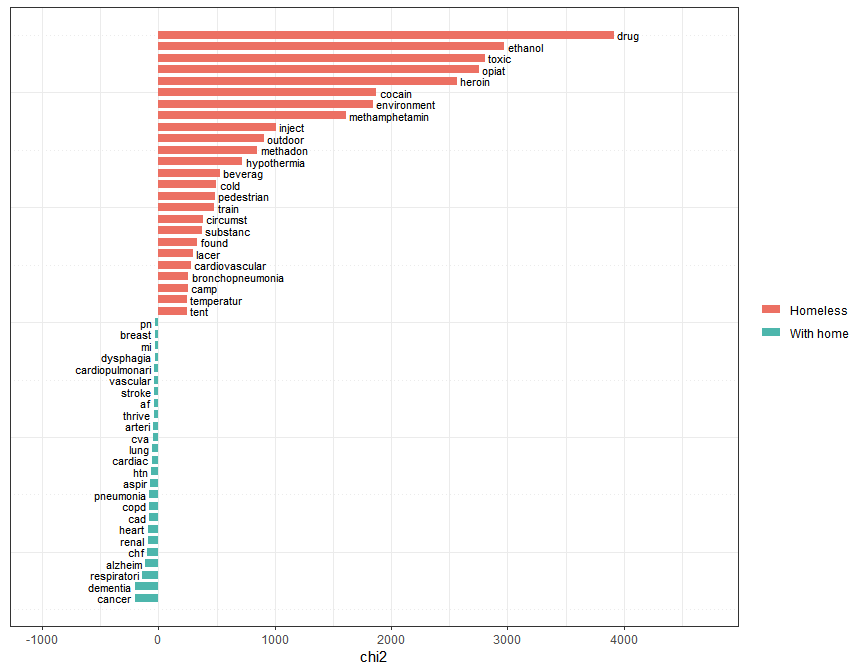 drug
ethanol
toxic
opiat
heroin
cocain
environment
methamphetamin
inject
outdoor
methadon
hypothermia
beverag
cold
pedestrian
train
circumst
substanc
found
lacer
cardiovascular
bronchopneumonia
camp
temperatur
tent
pn
breast
mi
dysphagia
cardiopulmonari
vascular
stroke
af
thrive
arteri
cva
lung
cardiac
htn
aspir
pneumonia
copd
cad
heart
renal
chf
alzheim
respiratori
dementia
cancer
-1000 0 1000 2000 3000 4000
chi2
Homeless
With home